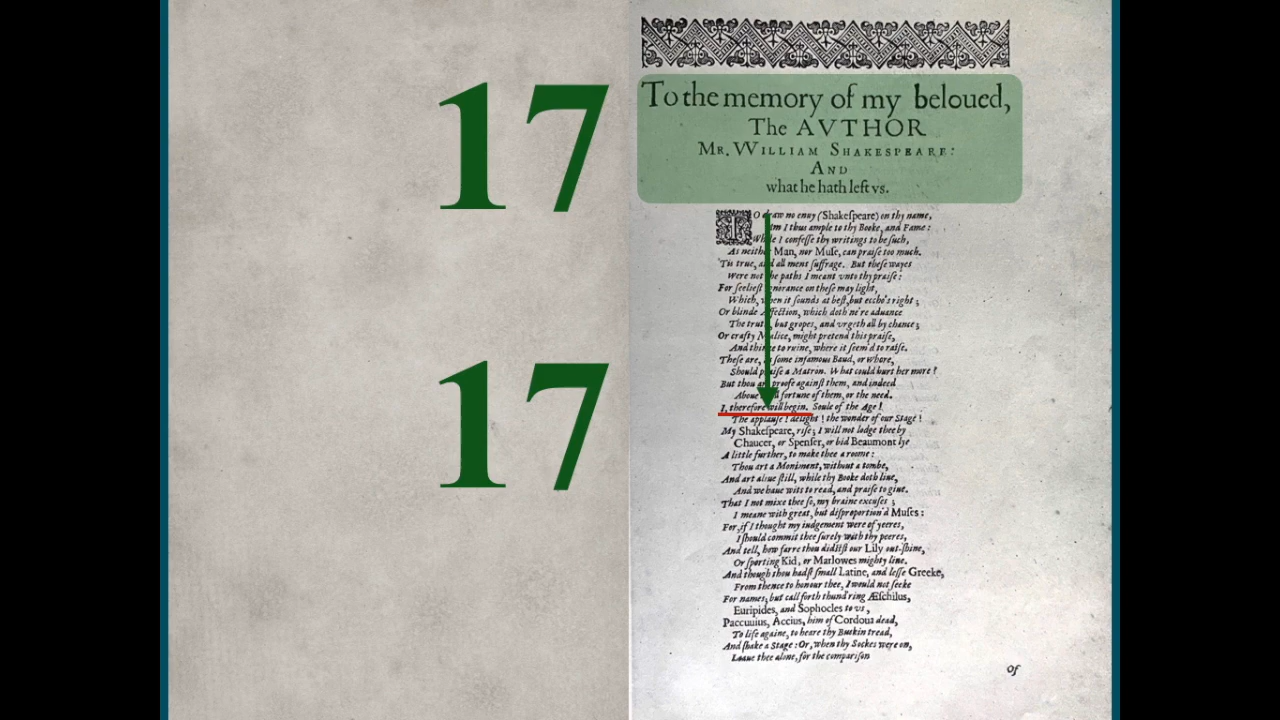 17
To the memory of my beloued,
The AVTHOR
MR. WILLIAM SHAKESPEARE:
AND
what he hath left vs.
17
TO draw no enuy (Shakeſpeare) on thy name,
Am I thus ample to thy Booke, and Fame:
While I confeſſe thy writings to be ſuch,
As neither Man, nor Muſe, can praiſe too much.
'Tis true, and all mens ſuffrage. But theſe wayes
Were not the paths I meant vnto thy praiſe:
For ſeelieſt Ignorance on theſe may light,
Which, when it ſounds at beſt, but eccho's right;
Or blinde Affection, which doth ne're aduance
The truth, but gropes, and vrgeth all by chance;
Or crafty Malice, might pretend this praiſe,
And thinke to ruine, where it ſeem'd to raiſe.
Theſe are, as ſome infamous Baud, or Whore,
Should praiſe a Matron. What could hurt her more?
But thou art proofe againſt them, and indeed
Aboue th' ill fortune of them, or the need.
I, therefore will begin. Soule of the Age!
The applauſe! delight! the wonder of our Stage!
My Shakeſpeare, riſe; I will not lodge thee by
Chaucer, or Spenſer, or bid Beaumont lye
A little further, to make thee a roome:
Thou art a Moniment, without a tombe,
And art aliue ſtill, while thy Booke doth liue,
And we haue wits to read, and praiſe to giue.
That I not mixe thee ſo, my braine excuſes;
I meane with great, but diſproportion'd Muſes:
For, if I thought my iudgement were of yeeres,
I ſhould commit thee ſurely with thy peeres,
And tell, how farre thou didſtſt our Lily out-ſhine,
Or ſporting Kid, or Marlowes mighty line.
And though thou hadſt ſmall Latine, and leſſe Greeke,
From thence to honour thee, I would not ſeeke
For names; but call forth thund'ring Æſchilus,
Euripides, and Sophocles to vs,
Paccuuius, Accius, him of Cordoua dead,
To life againe, to heare thy Buskin tread,
And ſhake a Stage: Or, when thy Sockes were on,
Leaue thee alone, for the compariſon
Of